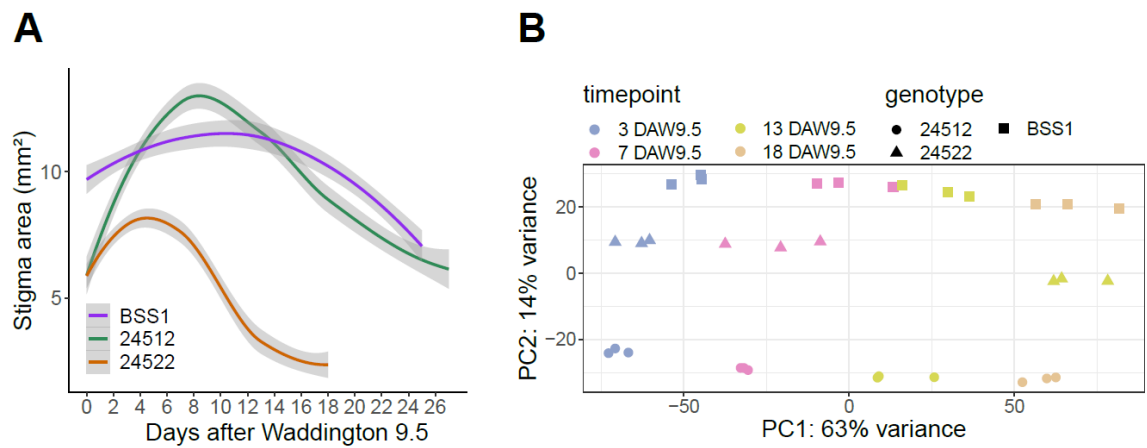 A
Stigma area (mm²)
10
5
BSS1
24512
24522
0 2 4 6 8 10 12 14 16 18 20 22 24 26
Days after Waddington 9.5
B
timepoint genotype
3 DAW9.5 13 DAW9.5 24512 BSS1
7 DAW9.5 18 DAW9.5 24522
PC2: 14% variance
20
0
−20
−50 0 50
PC1: 63% variance